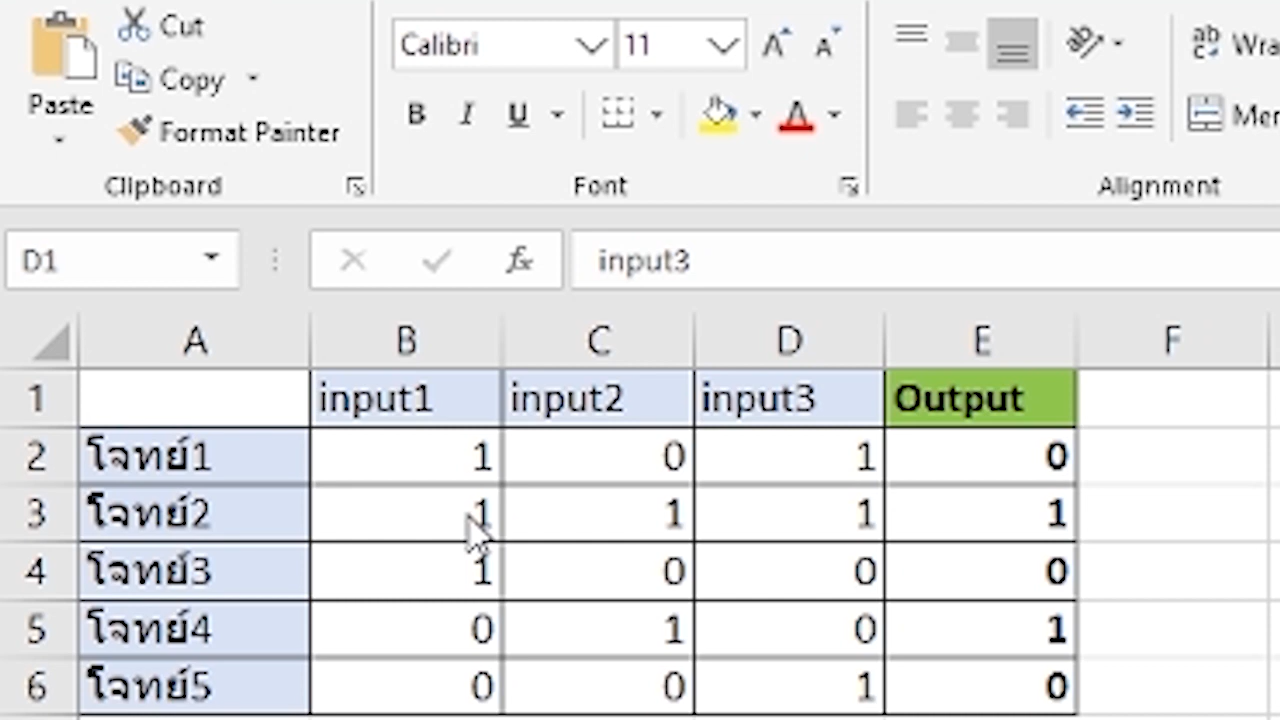 Cut
Copy
Paste
Format Painter
Clipboard
Calibri 11
B I U A
Font
ab
c
Alignment
D1 fx input3
A B C D E F
1 input1 input2 input3 Output
2 โจทย์1 1 0 1 0
3 โจทย์2 1 1 1 1
4 โจทย์3 1 0 0 0
5 โจทย์4 0 1 0 1
6 โจทย์5 0 0 1 0